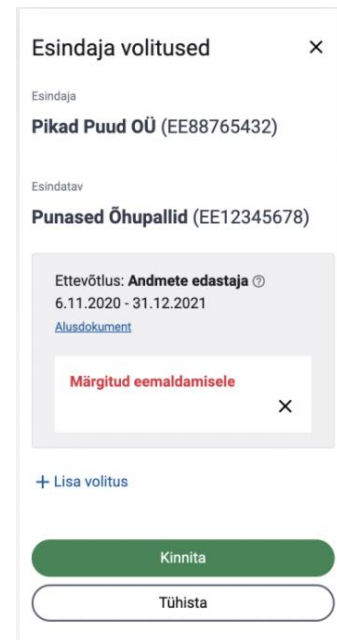 Esindaja volitused
Esindaja
Pikad Puud OÜ (EE88765432)
Esindatav
Punased Õhupallid (EE12345678)
Ettevõtlus: Andmete edastaja
6.11.2020 - 31.12.2021
Alusdokument
Märgitud eemaldamisele
+ Lisa volitus
Kinnita
Tühista